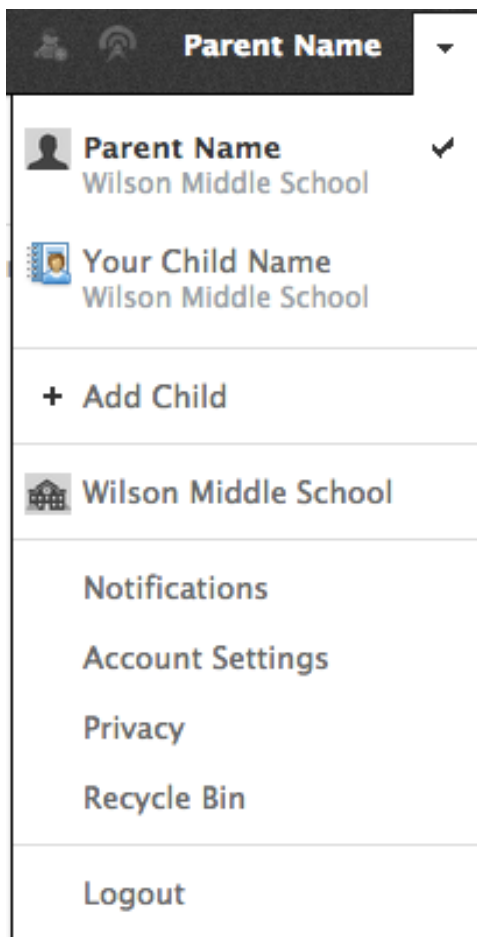 Parent Name
Parent Name
Wilson Middle School
Your Child Name
Wilson Middle School
+ Add Child
Wilson Middle School
Notifications
Account Settings
Privacy
Recycle Bin
Logout